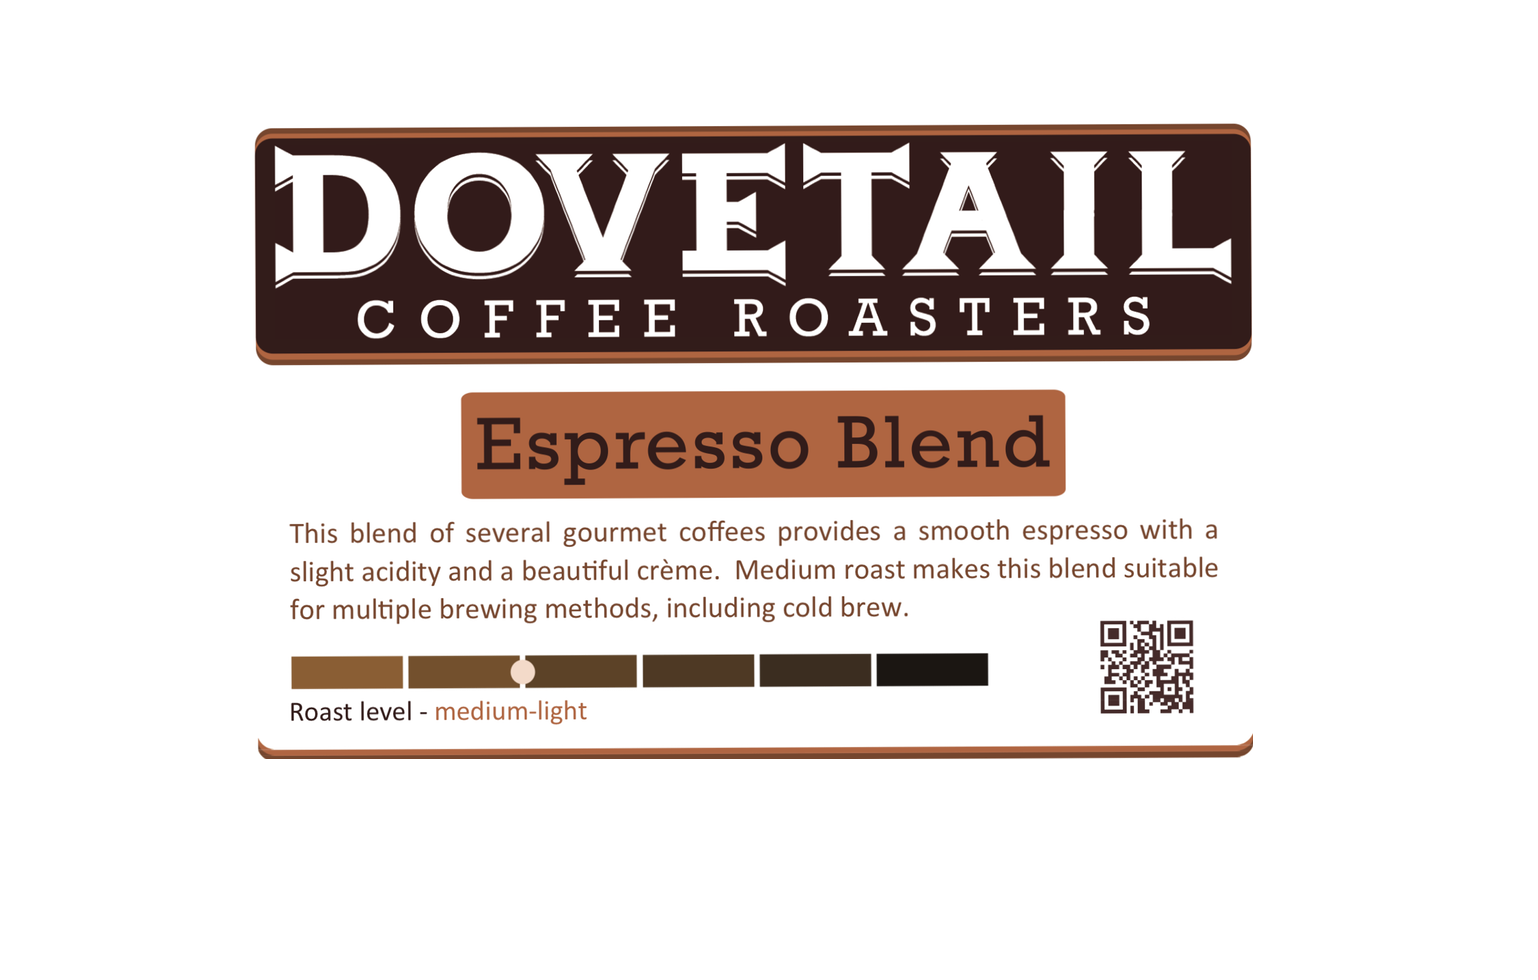 DOVETAIL
COFFEE ROASTERS
Espresso Blend
This blend of several gourmet coffees provides a smooth espresso with a
slight acidity and a beautiful crème. Medium roast makes this blend suitable
for multiple brewing methods, including cold brew.
Roast level - medium-light